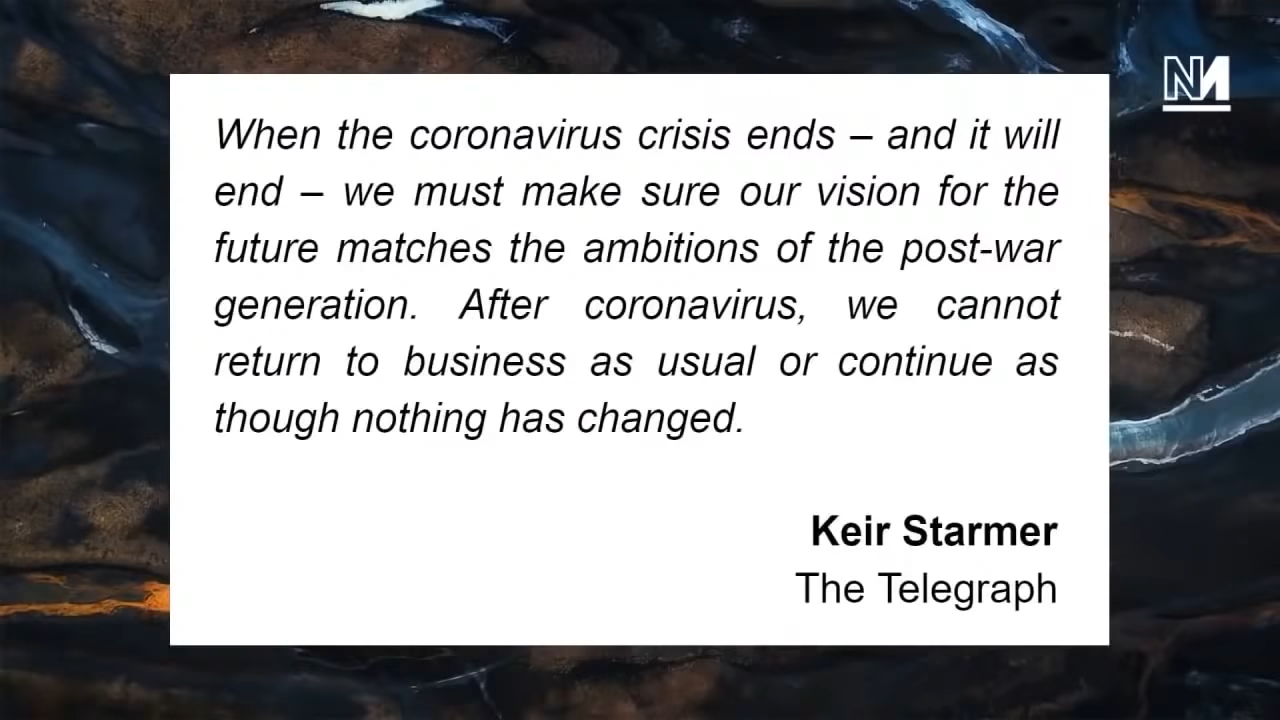 NM
When the coronavirus crisis ends – and it will
end – we must make sure our vision for the
future matches the ambitions of the post-war
generation. After coronavirus, we cannot
return to business as usual or continue as
though nothing has changed.
Keir Starmer
The Telegraph